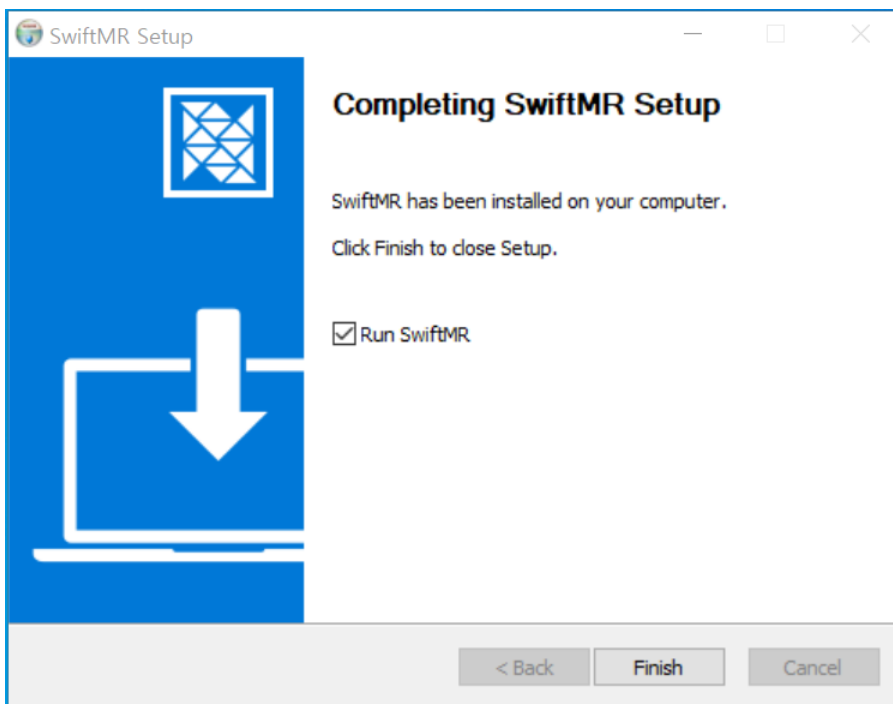 SwiftMR Setup
Completing SwiftMR Setup
SwiftMR has been installed on your computer.
Click Finish to close Setup.
Run SwiftMR
< Back
Finish
Cancel